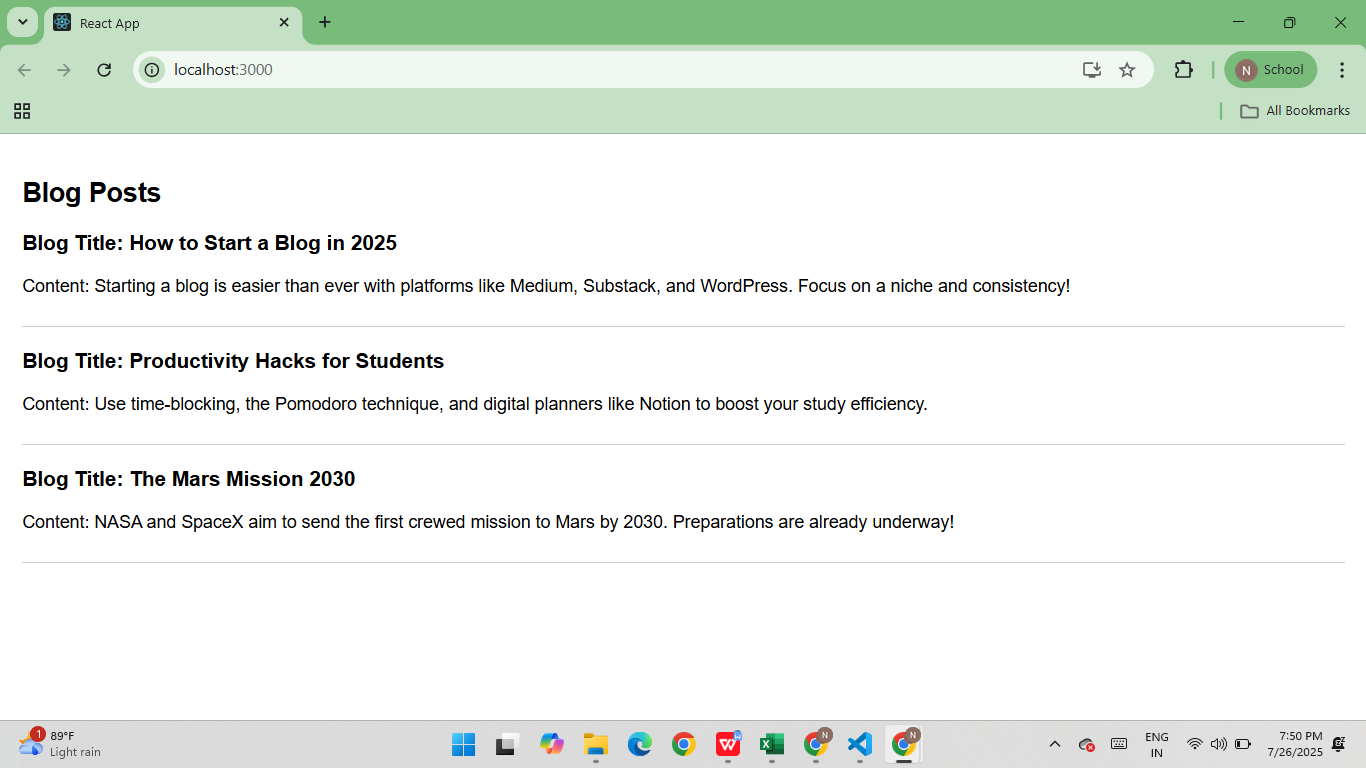 React App
localhost:3000
N School
All Bookmarks
Blog Posts
Blog Title: How to Start a Blog in 2025
Content: Starting a blog is easier than ever with platforms like Medium, Substack, and WordPress. Focus on a niche and consistency!
Blog Title: Productivity Hacks for Students
Content: Use time-blocking, the Pomodoro technique, and digital planners like Notion to boost your study efficiency.
Blog Title: The Mars Mission 2030
Content: NASA and SpaceX aim to send the first crewed mission to Mars by 2030. Preparations are already underway!
1
89°F
Light rain
N
N
ENG
IN
7:50 PM
7/26/2025